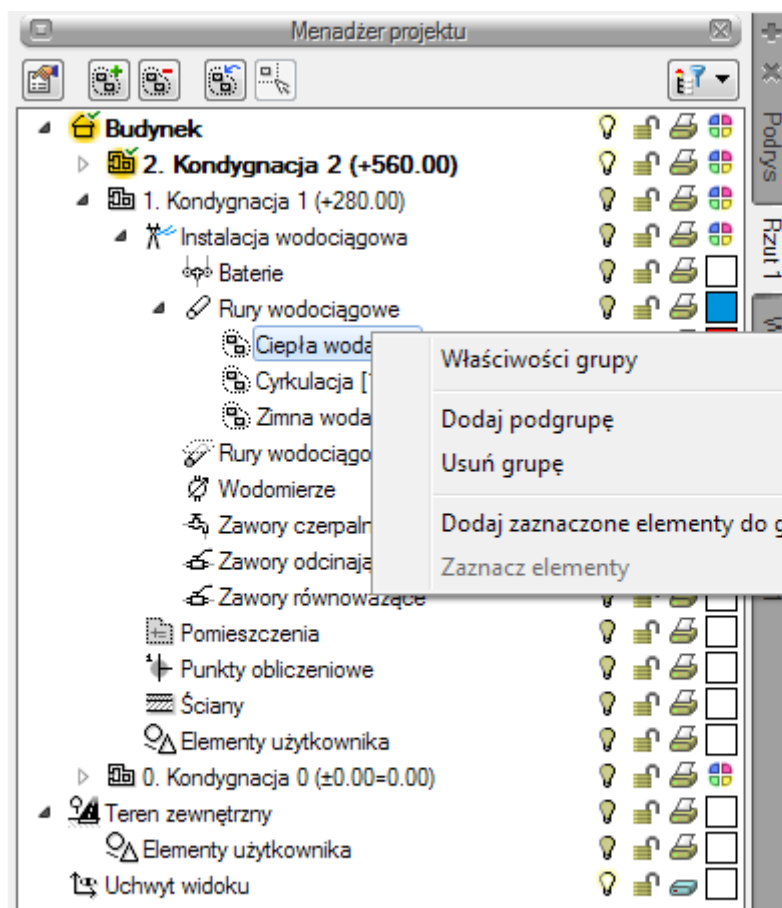 Menadżer projektu
Budynek
2. Kondygnacja 2 (+560.00)
1. Kondygnacja 1 (+280.00)
Instalacja wodociągowa
Baterie
Rury wodociągowe
Ciepła woda
Właściwości grupy
Cyrkulacja [
Zimna woda
Dodaj podgrupę
Usuń grupę
Rury wodociągo
Wodomierze
Zawory czerpaln
Dodaj zaznaczone elementy do g
Zawory odcinają
Zaznacz elementy
Zawory równoważące
Pomieszczenia
Punkty obliczeniowe
Ściany
Elementy użytkownika
0. Kondygnacja 0 (±0.00=0.00)
Teren zewnętrzny
Elementy użytkownika
Uchwyt widoku
Podrys
Rzut 1